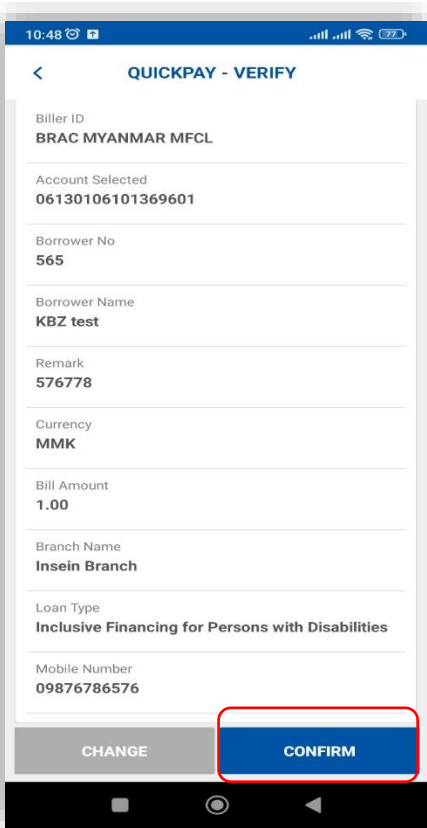 10:48
77
QUICKPAY - VERIFY
Biller ID
BRAC MYANMAR MFCL
Account Selected
06130106101369601
Borrower No
565
Borrower Name
KBZ test
Remark
576778
Currency
MMK
Bill Amount
1.00
Branch Name
Insein Branch
Loan Type
Inclusive Financing for Persons with Disabilities
Mobile Number
09876786576
CHANGE
CONFIRM